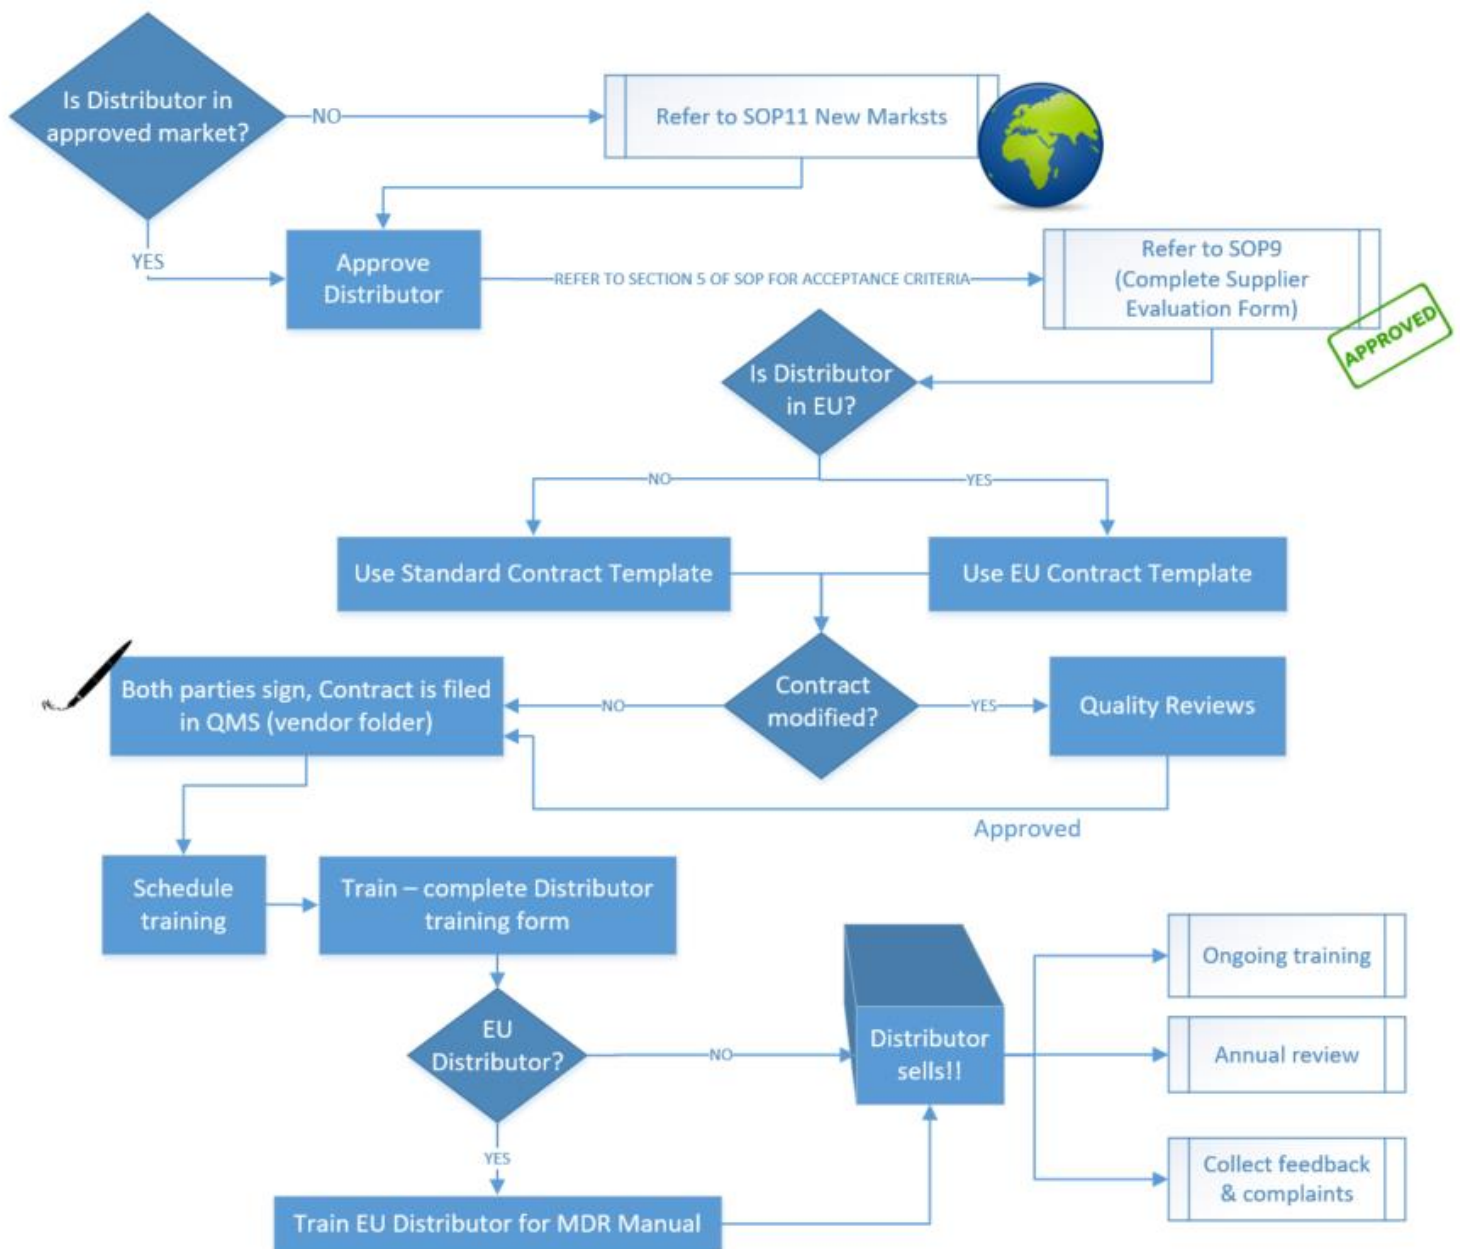 Is Distributor in
approved market?
NO
Refer to SOP11 New Marksts
YES
Approve
Distributor
REFER TO SECTION 5 OF SOP FOR ACCEPTANCE CRITERIA
Refer to SOP9
(Complete Supplier
Evaluation Form)
APPROVED
Is Distributor
in EU?
NO
YES
Use Standard Contract Template
Use EU Contract Template
Both parties sign, Contract is filed
in QMS (vendor folder)
NO
Contract
modified?
YES
Quality Reviews
Approved
Schedule
training
Train – complete Distributor
training form
EU
Distributor?
NO
Distributor
sells!!
Ongoing training
Annual review
Collect feedback
& complaints
YES
Train EU Distributor for MDR Manual